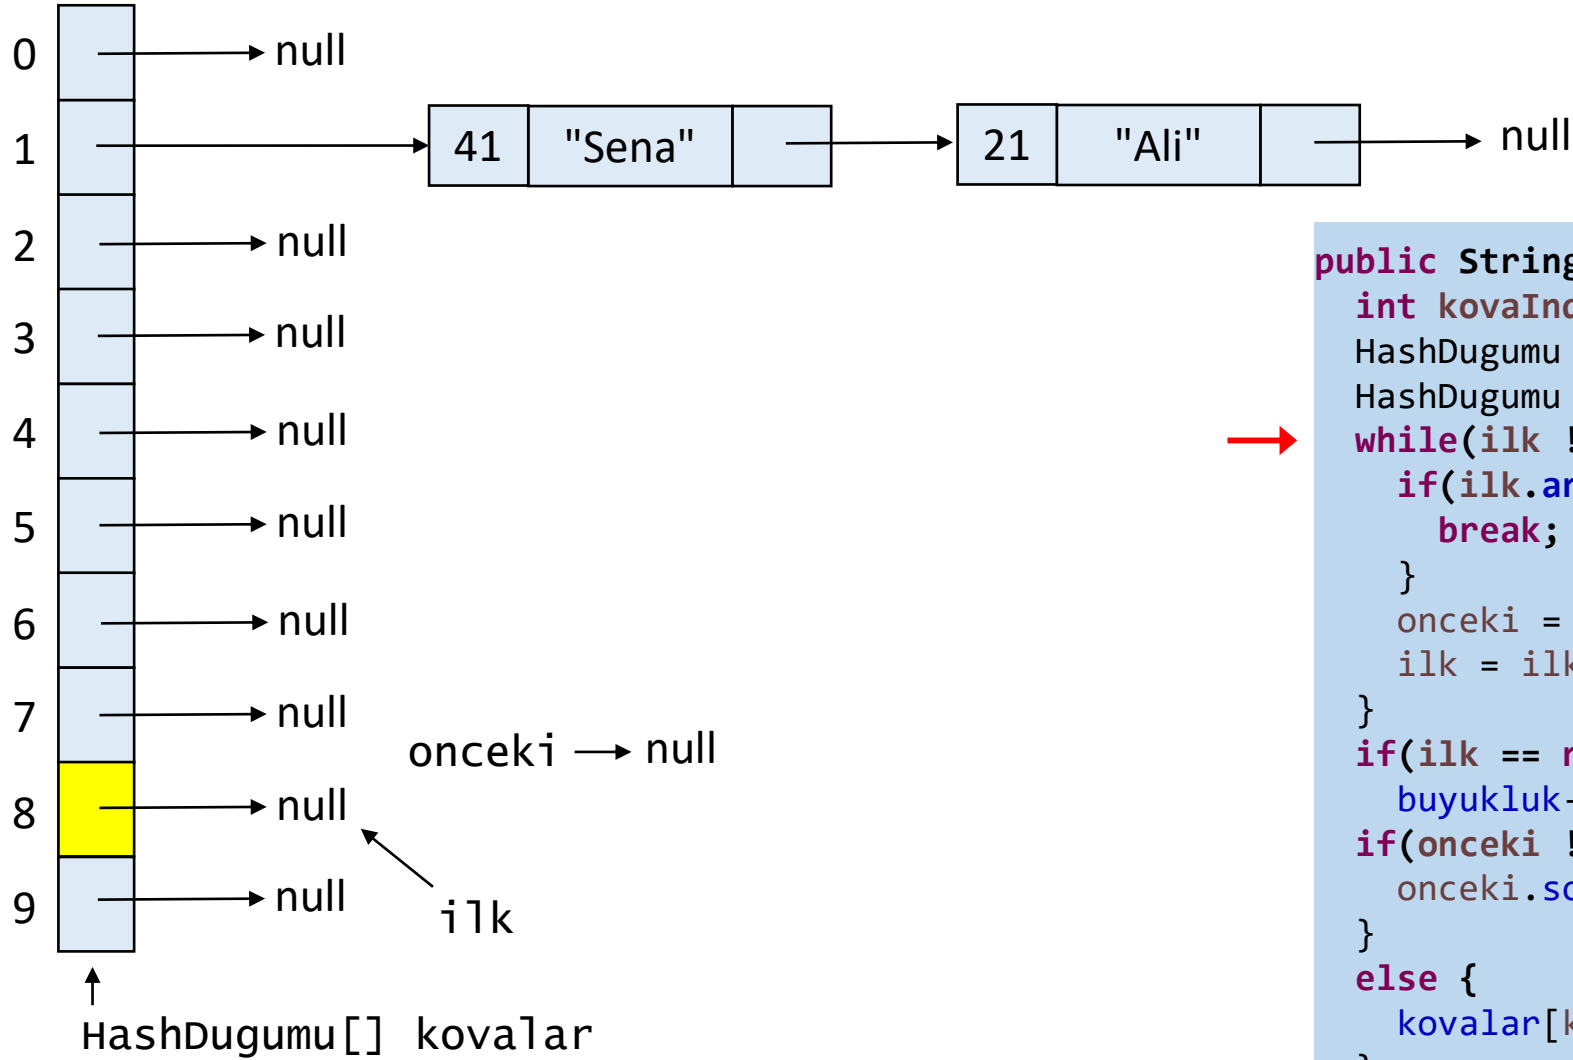 0 null
1 41 "Sena" 21 "Ali" null
2 null
3 null
4 null
5 null
6 null
7 null
onceki null
8 null
9 null
ilk
HashDugumu[] kovalar
public String
int kovaInd
HashDugumu
HashDugumu
while(ilk !
if(ilk.ar
break;
}
onceki =
ilk = ilk
}
if(ilk == n
buyukluk-
if(onceki !
onceki.so
}
else {
kovalar[k
}